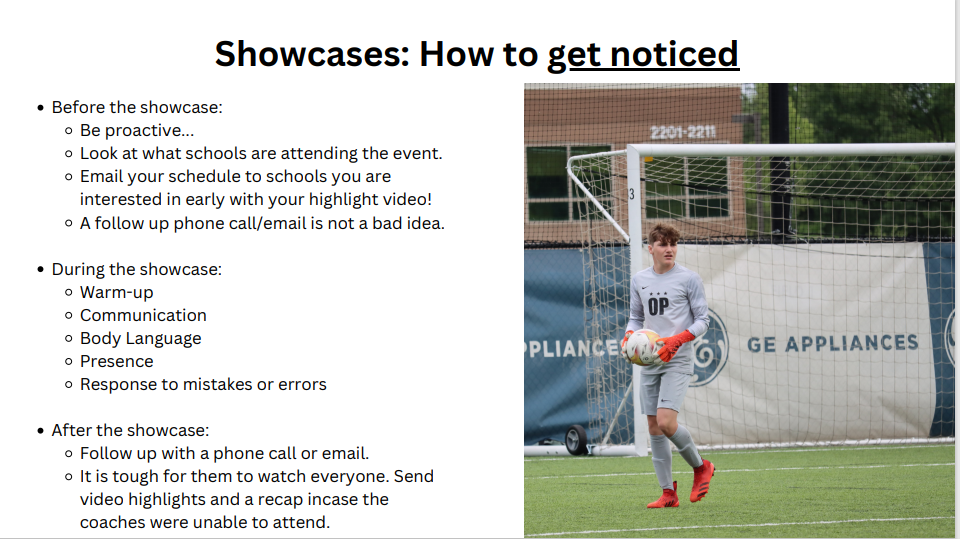 Showcases: How to get noticed
Before the showcase:
Be proactive...
Look at what schools are attending the event.
Email your schedule to schools you are
interested in early with your highlight video!
A follow up phone call/email is not a bad idea.
During the showcase:
Warm-up
Communication
Body Language
Presence
Response to mistakes or errors
After the showcase:
Follow up with a phone call or email.
It is tough for them to watch everyone. Send
video highlights and a recap incase the
coaches were unable to attend.
2201-2211
3
OP
PPLIANCE
GE APPLIANCES